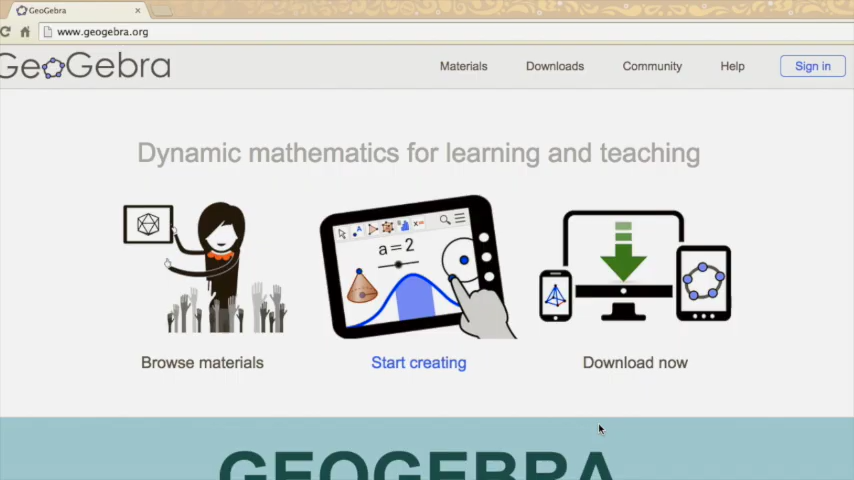 GeoGebra
www.geogebra.org
GeoGebra
Materials
Downloads
Community
Help
Sign in
Dynamic mathematics for learning and teaching
a = 2
Browse materials
Start creating
Download now
GEOGEBRA